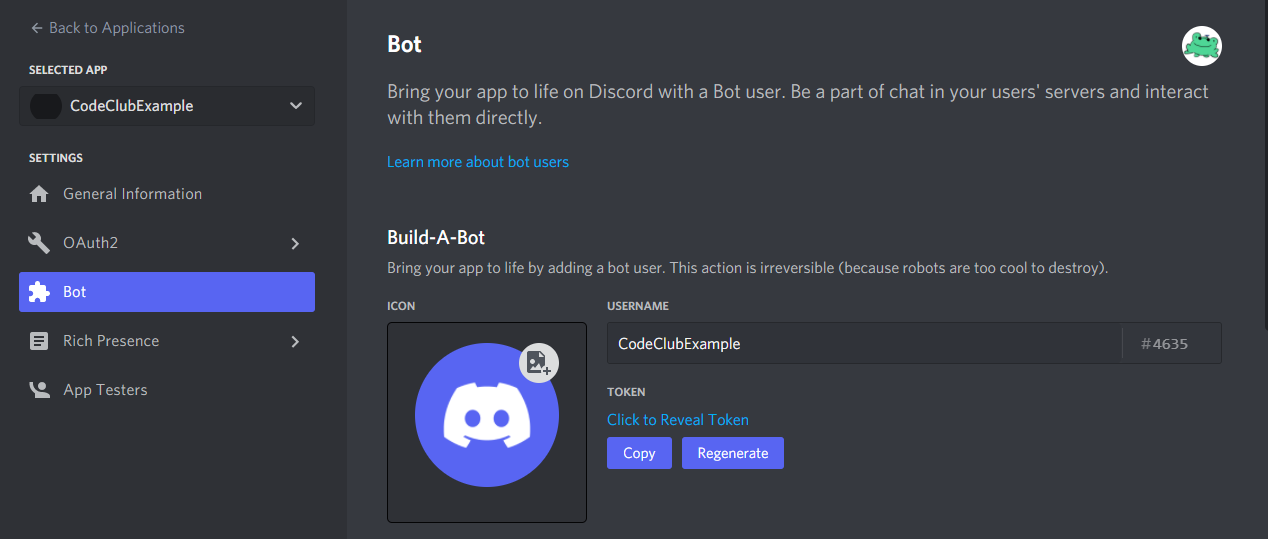 Back to Applications
SELECTED APP
CodeClubExample
SETTINGS
General Information
OAuth2
Bot
Rich Presence
App Testers
Bot
Bring your app to life on Discord with a Bot user. Be a part of chat in your users' servers and interact
with them directly.
Learn more about bot users
Build-A-Bot
Bring your app to life by adding a bot user. This action is irreversible (because robots are too cool to destroy).
ICON
USERNAME
CodeClubExample #4635
TOKEN
Click to Reveal Token
Copy Regenerate